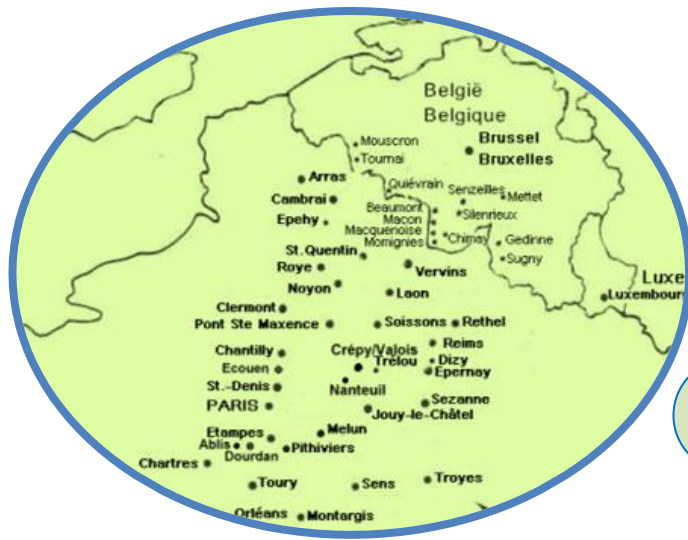 België
Belgique
Brussel
Bruxelles
Mouscron
Tournai
Arras
Quiévrain
Senzeilles
Mettet
Cambrai
Beaumont
Silenrieux
Epehy
Macon
Macquenoise
Chimay
Gedinne
Momignies
St.Quentin
Sugny
Roye
Vervins
Luxe
Noyon
Laon
Luxembourg
Clermont
Pont Ste Maxence
Soissons
Rethel
Chantilly
Crépy/Valois
Reims
Ecouen
Trélou
Dizy
Epernay
St.-Denis
Nanteuil
PARIS
Sezanne
Jouy-le-Châtel
Etampes
Melun
Ablis
Dourdan
Pithiviers
Chartres
Toury
Sens
Troyes
Orléans
Montargis